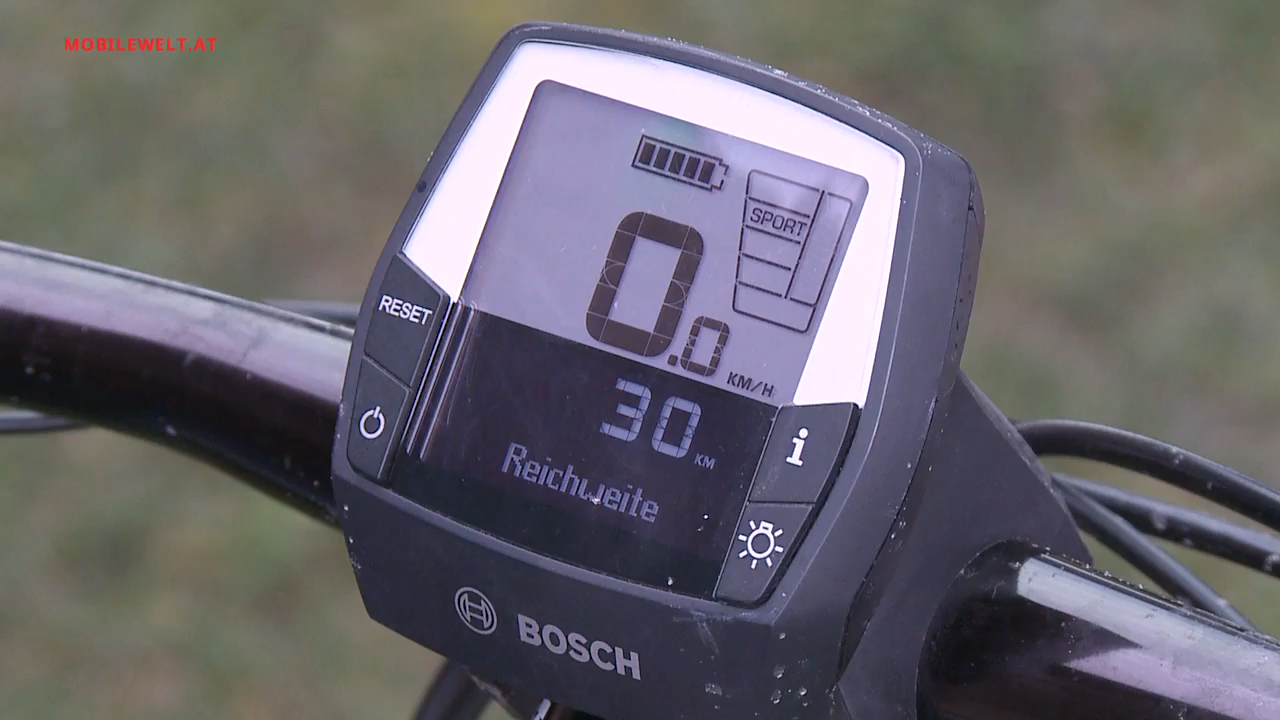 MOBILEWELT.AT
SPORT
0.0
KM/H
RESET
30 KM
i
Reichweite
BOSCH